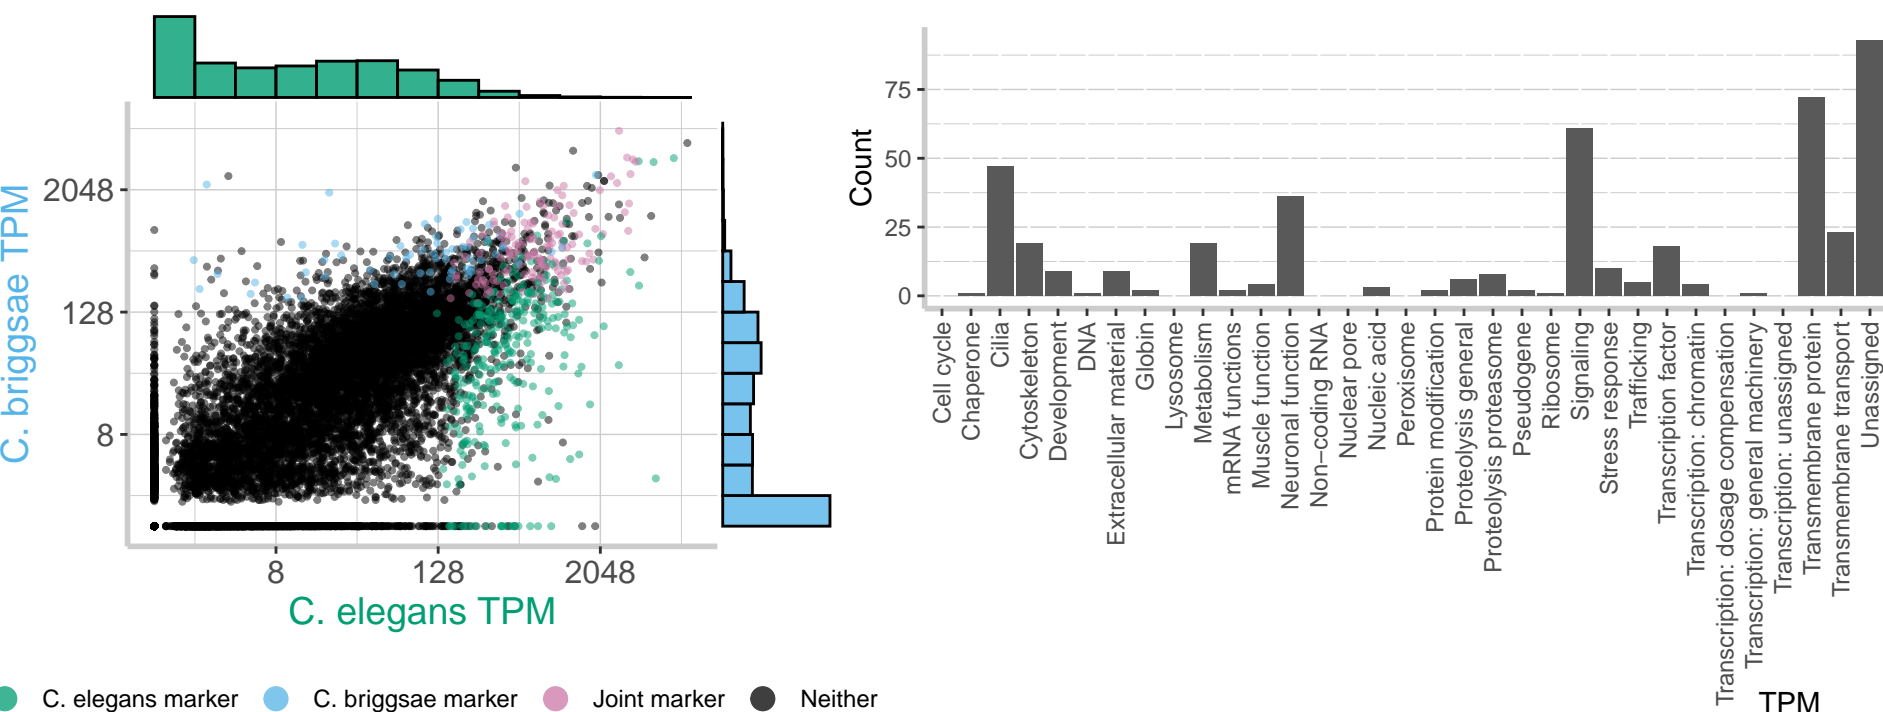 C. briggsae TPM
2048
128
8
8
128
2048
C. elegans TPM
C. elegans marker
C. briggsae marker
Joint marker
Neither
Count
75
50
25
0
Cell cycle
Chaperone
Cilia
Cytoskeleton
Development
DNA
Extracellular material
Globin
Lysosome
Metabolism
mRNA functions
Muscle function
Neuronal function
Non−coding RNA
Nuclear pore
Nucleic acid
Peroxisome
Protein modification
Proteolysis general
Proteolysis proteasome
Pseudogene
Ribosome
Signaling
Stress response
Trafficking
Transcription factor
Transcription: chromatin
Transcription: dosage compensation
Transcription: general machinery
Transcription: unassigned
Transmembrane protein
Transmembrane transport
Unassigned
TPM